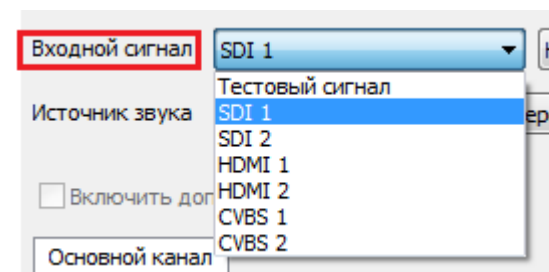 Входной сигнал SDI 1
Тестовый сигнал
Источник звука SDI 1
SDI 2
HDMI 1
Включить HDMI 2
CVBS 1
CVBS 2
Основной канал